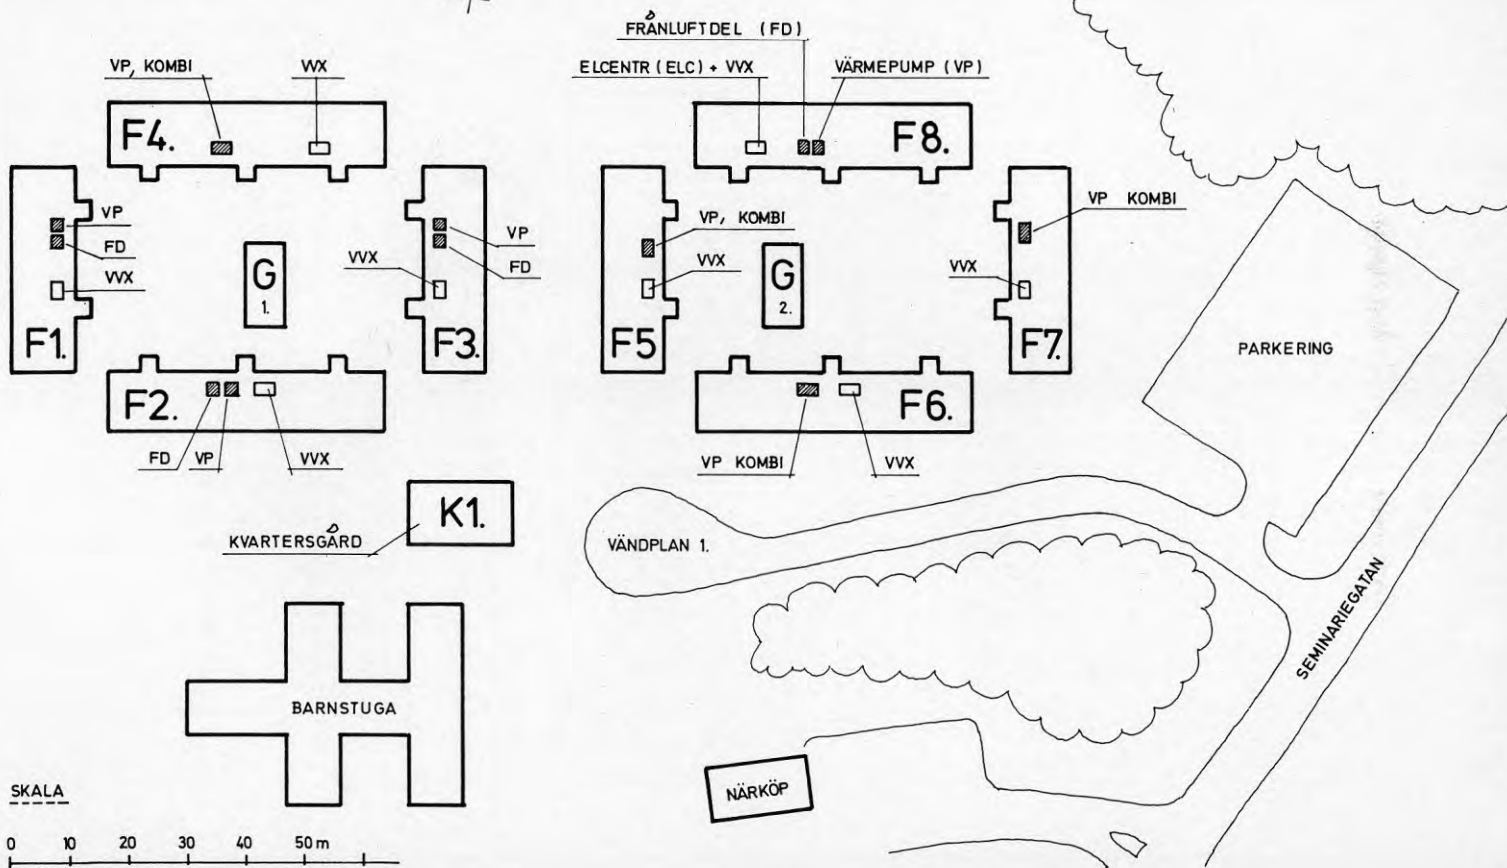 FRÅNLUFTDEL (FD)
VP, KOMBI
VVX
ELCENTR (ELC) + VVX
VÄRMEPUMP (VP)
F4.
F8.
VP
FD
VVX
F1.
G
1.
VVX
VP
FD
F3.
VP, KOMBI
VVX
F5
G
2.
VP KOMBI
VVX
F7.
PARKERING
F2.
FD
VP
VVX
F6.
VP KOMBI
VVX
K1.
KVARTERSGÅRD
VÄNDPLAN 1.
SEMINARIEGATAN
BARNSTUGA
NÄRKÖP
SKALA
0 10 20 30 40 50 m